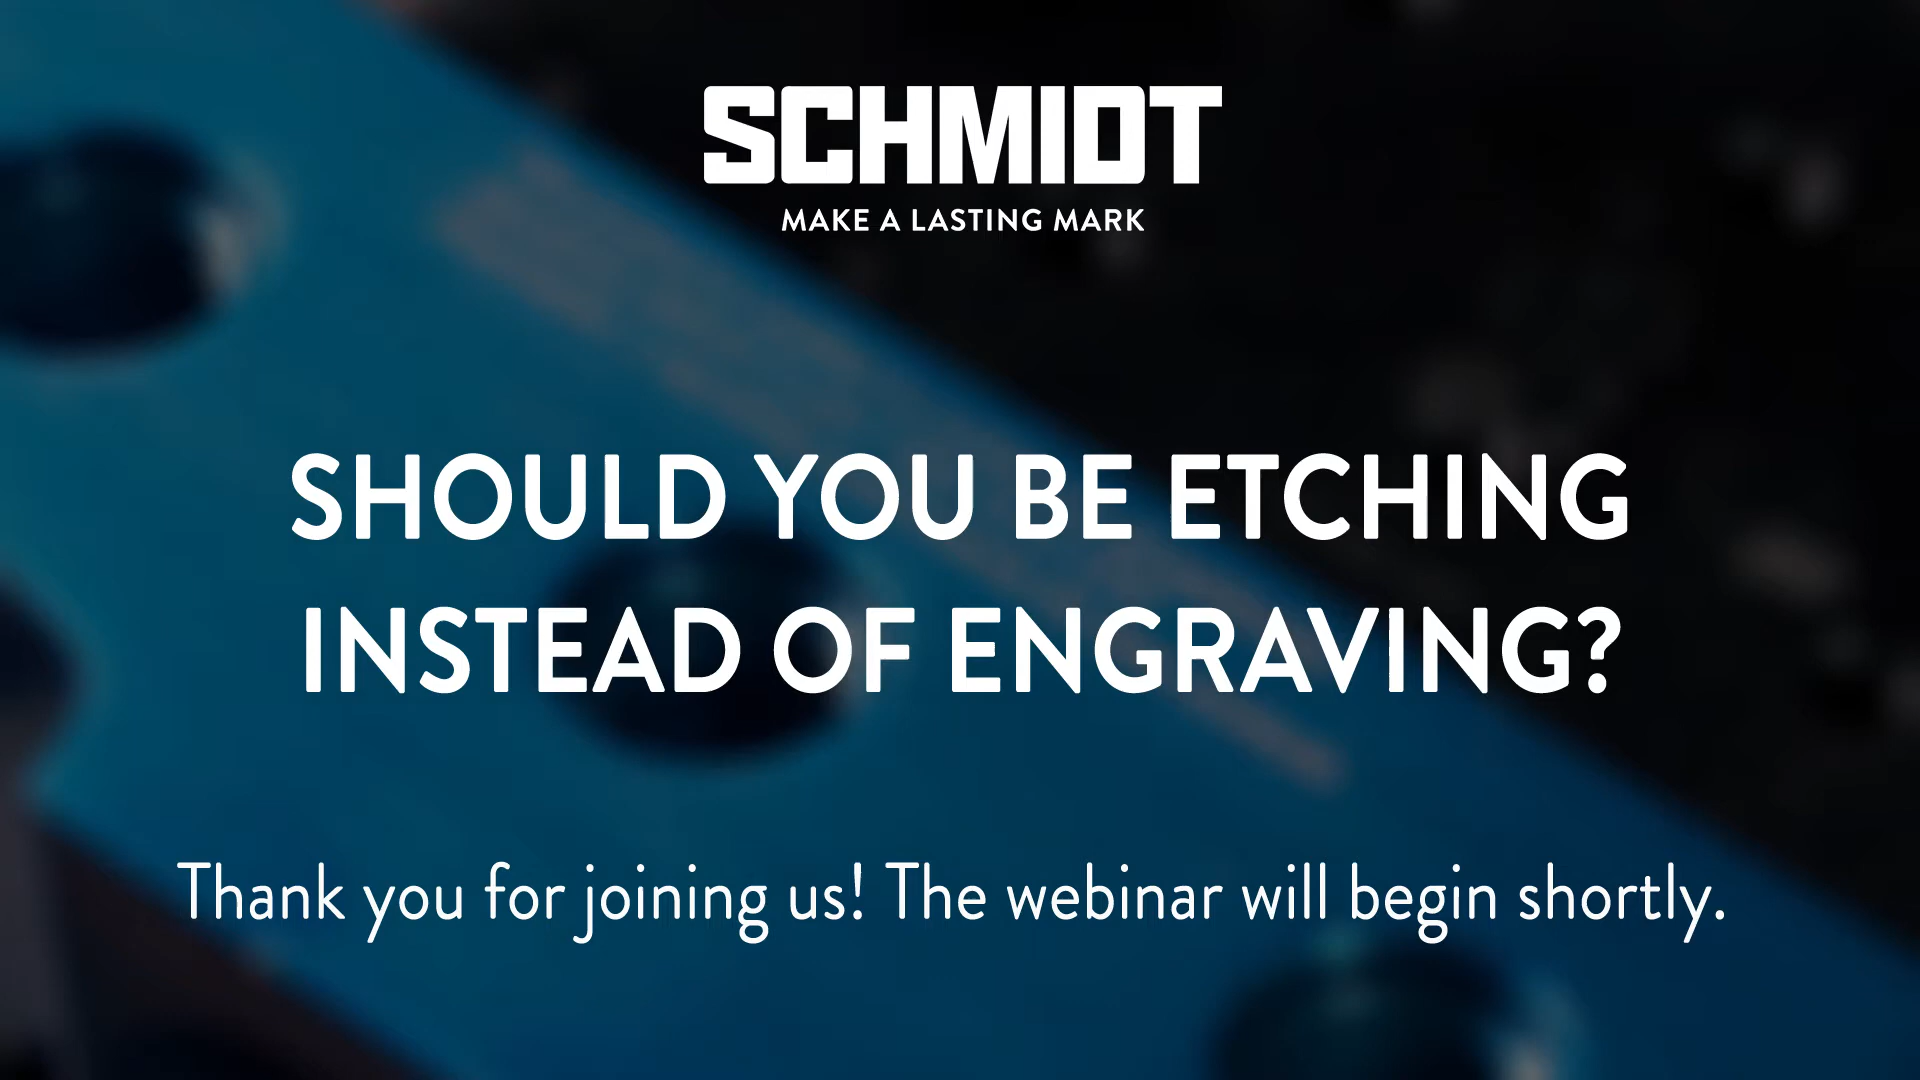 SCHMIDT
MAKE A LASTING MARK
SHOULD YOU BE ETCHING
INSTEAD OF ENGRAVING?
Thank you for joining us! The webinar will begin shortly.